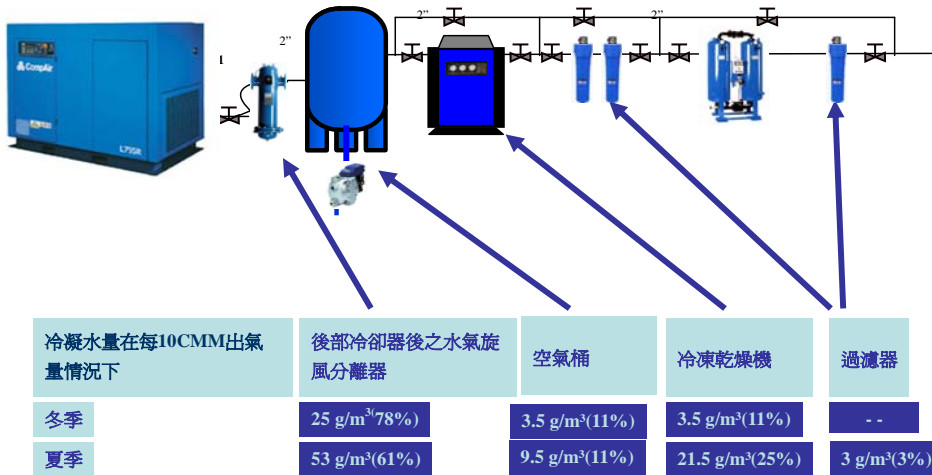 2”
2”
2”
CompAir
L75SR
1
冷凝水量在每10CMM出氣
量情況下
後部冷卻器後之水氣旋
風分離器
空氣桶
冷凍乾燥機
過濾器
冬季
25 g/m³(78%)
3.5 g/m³(11%)
3.5 g/m³(11%)
- -
夏季
53 g/m³(61%)
9.5 g/m³(11%)
21.5 g/m³(25%)
3 g/m³(3%)